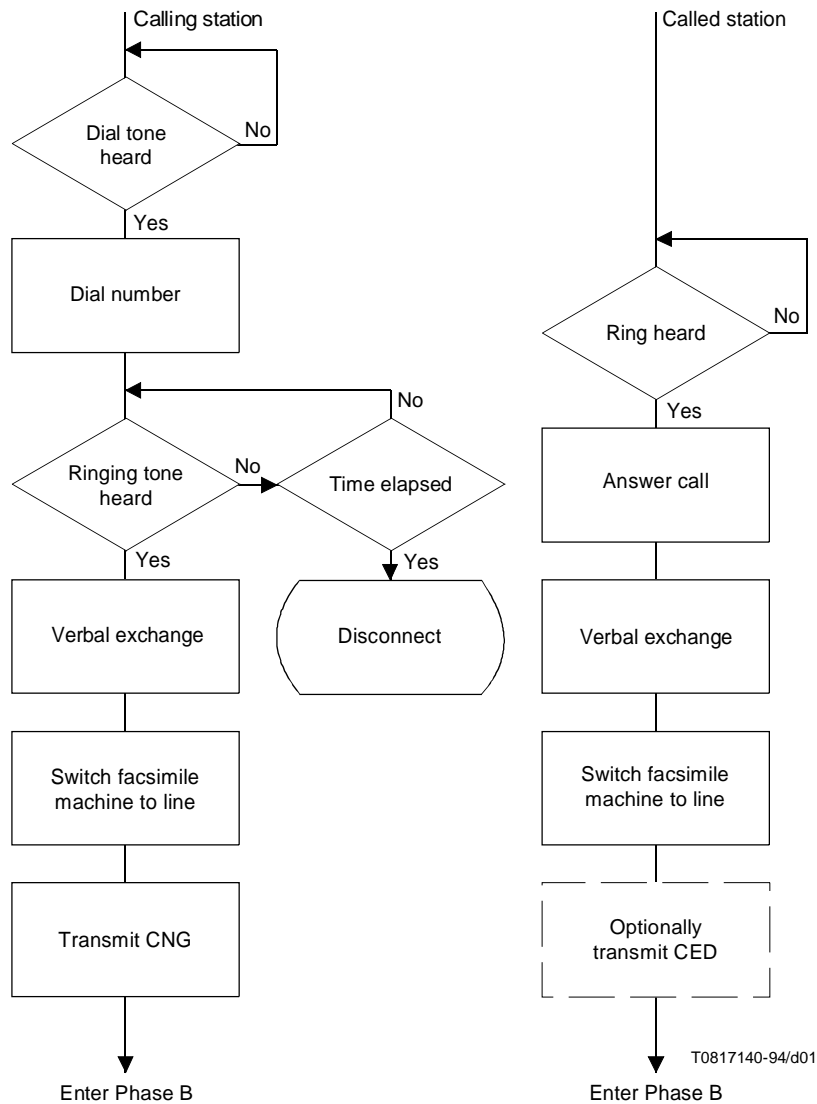 Calling station
Dial tone
heard
No
Yes
Dial number
No
Ringing tone
heard
No
Time elapsed
Yes
Yes
Verbal exchange
Disconnect
Switch facsimile
machine to line
Transmit CNG
Enter Phase B
Called station
Ring heard
No
Yes
Answer call
Verbal exchange
Switch facsimile
machine to line
Optionally
transmit CED
T0817140-94/d01
Enter Phase B